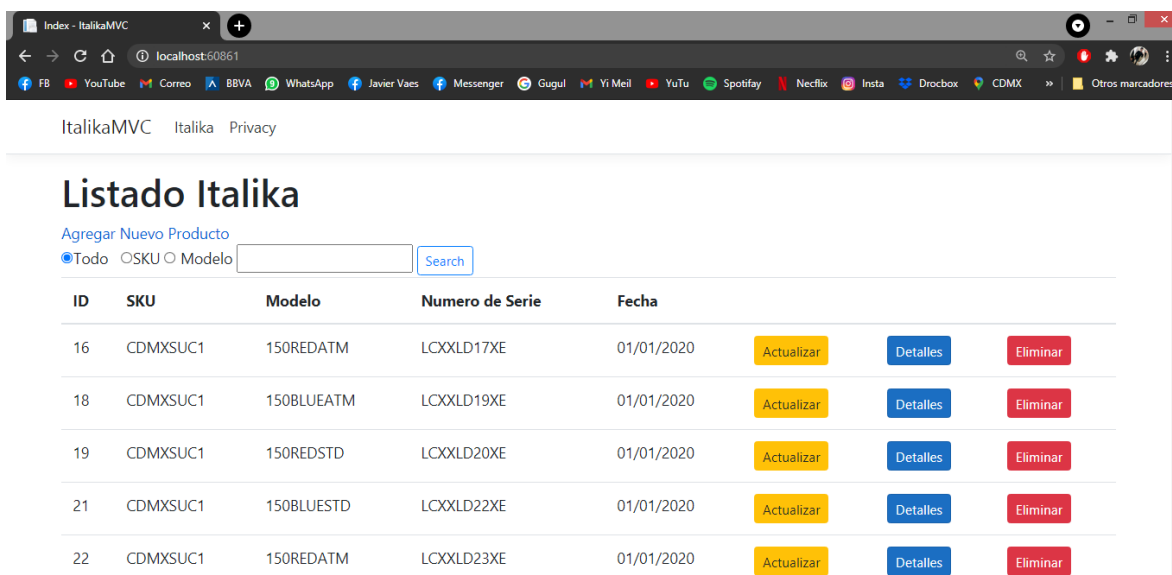 Index - ItalikaMVC
localhost:60861
FB YouTube Correo BBVA WhatsApp Javier Vaes Messenger Gugul Yi Meil YuTu Spotifay Necflix Insta Drocbox CDMX » Otros marcadores
ItalikaMVC Italika Privacy
Listado Italika
Agregar Nuevo Producto
Todo SKU Modelo Search
ID SKU Modelo Numero de Serie Fecha
16 CDMXSUC1 150REDATM LCXXLD17XE 01/01/2020 Actualizar Detalles Eliminar
18 CDMXSUC1 150BLUEATM LCXXLD19XE 01/01/2020 Actualizar Detalles Eliminar
19 CDMXSUC1 150REDSTD LCXXLD20XE 01/01/2020 Actualizar Detalles Eliminar
21 CDMXSUC1 150BLUESTD LCXXLD22XE 01/01/2020 Actualizar Detalles Eliminar
22 CDMXSUC1 150REDATM LCXXLD23XE 01/01/2020 Actualizar Detalles Eliminar